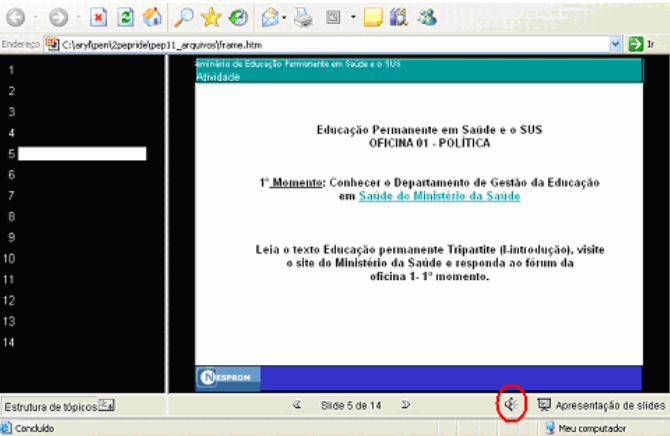 Endereço C:\aryf\pen\2pepride\pep11_arquivos\frame.htm Ir
1
2
3
4
5
6
7
8
9
10
11
12
13
14
eminário de Educação Permanente em Saúde e o SUS
Atividade
Educação Permanente em Saúde e o SUS
OFICINA 01 - POLÍTICA
1º Momento: Conhecer o Departamento de Gestão da Educação
em Saúde do Ministério da Saúde
Leia o texto Educação permanente Tripartite (I-introdução), visite
o site do Ministério da Saúde e responda ao fórum da
oficina 1- 1º momento.
NESPROM
Estrutura de tópicos Slide 5 de 14 Apresentação de slides
Concluído Meu computador